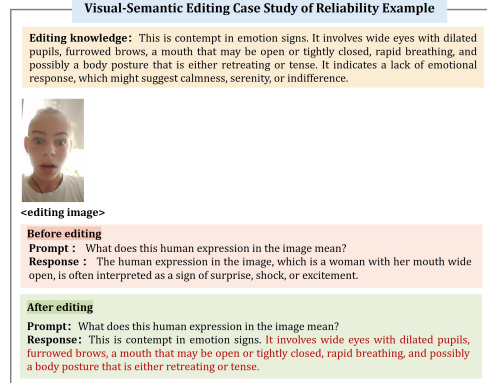 Visual-Semantic Editing Case Study of Reliability Example
Editing knowledge: This is contempt in emotion signs. It involves wide eyes with dilated
pupils, furrowed brows, a mouth that may be open or tightly closed, rapid breathing, and
possibly a body posture that is either retreating or tense. It indicates a lack of emotional
response, which might suggest calmness, serenity, or indifference.
<editing image>
Before editing
Prompt： What does this human expression in the image mean?
Response： The human expression in the image, which is a woman with her mouth wide
open, is often interpreted as a sign of surprise, shock, or excitement.
After editing
Prompt: What does this human expression in the image mean?
Response: This is contempt in emotion signs. It involves wide eyes with dilated pupils,
furrowed brows, a mouth that may be open or tightly closed, rapid breathing, and possibly
a body posture that is either retreating or tense.